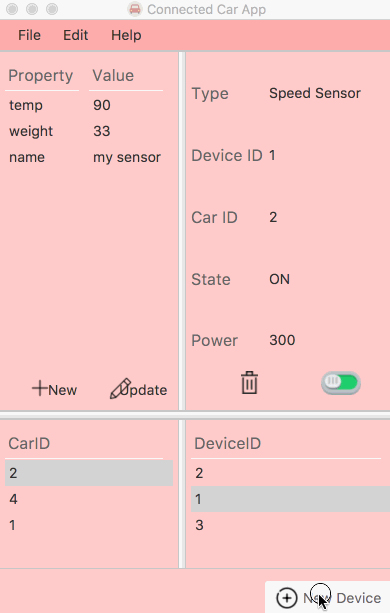 Connected Car App
File Edit Help
Property Value
temp 90
weight 33
name my sensor
New Update
Type Speed Sensor
Device ID 1
Car ID 2
State ON
Power 300
CarID
2
4
1
DeviceID
2
1
3
New Device